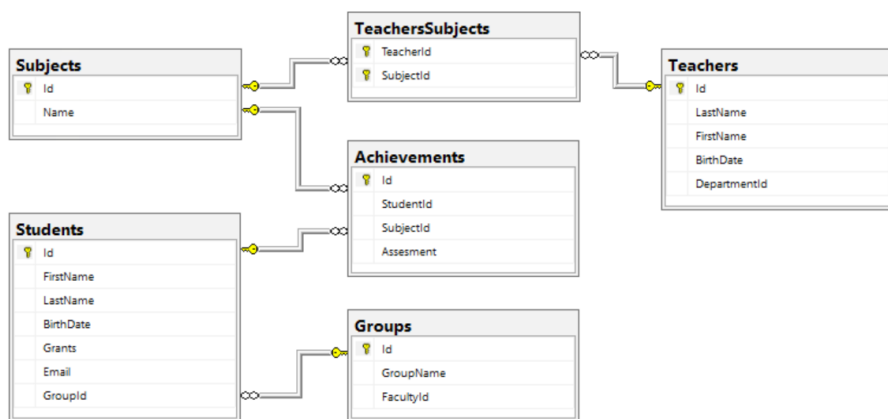 Subjects
Id
Name
TeachersSubjects
TeacherId
SubjectId
Teachers
Id
LastName
FirstName
BirthDate
DepartmentId
Achievements
Id
StudentId
SubjectId
Assesment
Students
Id
FirstName
LastName
BirthDate
Grants
Email
GroupId
Groups
Id
GroupName
FacultyId